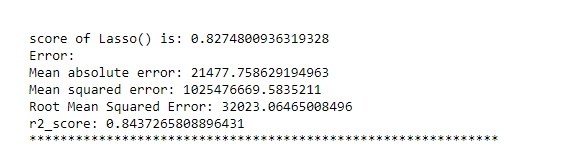 score of Lasso() is: 0.8274800936319328
Error:
Mean absolute error: 21477.758629194963
Mean squared error: 1025476669.5835211
Root Mean Squared Error: 32023.06465008496
r2_score: 0.8437265808896431
*************************************************************